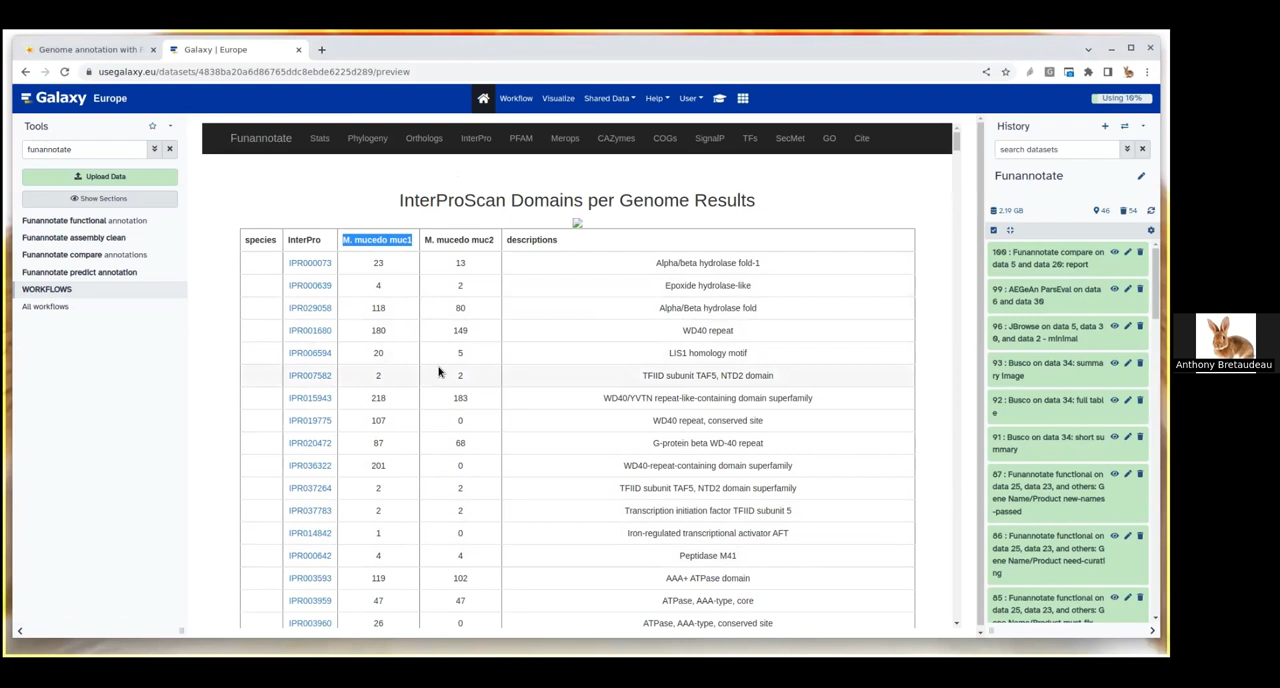 Genome annotation with F
Galaxy | Europe
usegalaxy.eu/datasets/4838ba20a6d86765ddc8ebde6225d289/preview
Galaxy Europe
Workflow Visualize Shared Data Help User
Using 10%
Tools
funannotate
Upload Data
Show Sections
Funannotate functional annotation
Funannotate assembly clean
Funannotate compare annotations
Funannotate predict annotation
WORKFLOWS
All workflows
Funannotate Stats Phylogeny Orthologs InterPro PFAM Merops CAZymes COGs SignalP TFs SecMet GO Cite
InterProScan Domains per Genome Results
species InterPro M. mucedo muc1 M. mucedo muc2 descriptions
IPR000073 23 13 Alpha/beta hydrolase fold-1
IPR000639 4 2 Epoxide hydrolase-like
IPR029058 118 80 Alpha/Beta hydrolase fold
IPR001680 180 149 WD40 repeat
IPR006594 20 5 LIS1 homology motif
IPR007582 2 2 TFIID subunit TAF5, NTD2 domain
IPR015943 218 183 WD40/YVTN repeat-like-containing domain superfamily
IPR019775 107 0 WD40 repeat, conserved site
IPR020472 87 68 G-protein beta WD-40 repeat
IPR036322 201 0 WD40-repeat-containing domain superfamily
IPR037264 2 2 TFIID subunit TAF5, NTD2 domain superfamily
IPR037783 2 2 Transcription initiation factor TFIID subunit 5
IPR014842 1 0 Iron-regulated transcriptional activator AFT
IPR000642 4 4 Peptidase M41
IPR003593 119 102 AAA+ ATPase domain
IPR003959 47 47 ATPase, AAA-type, core
IPR003960 26 0 ATPase, AAA-type, conserved site
History
search datasets
Funannotate
2.19 GB 46 54
100 : Funannotate compare on
data 5 and data 20: report
99 : AEGeAn ParsEval on data
6 and data 30
96 : JBrowse on data 5, data 3
0, and data 2 - minimal
93 : Busco on data 34: summa
ry image
92 : Busco on data 34: full tabl
e
91 : Busco on data 34: short su
mmary
87 : Funannotate functional on
data 25, data 23, and others: G
ene Name/Product new-names
-passed
86 : Funannotate functional on
data 25, data 23, and others: G
ene Name/Product need-curati
ng
85 : Funannotate functional on
data 25, data 23, and others: G
Anthony Bretaudeau